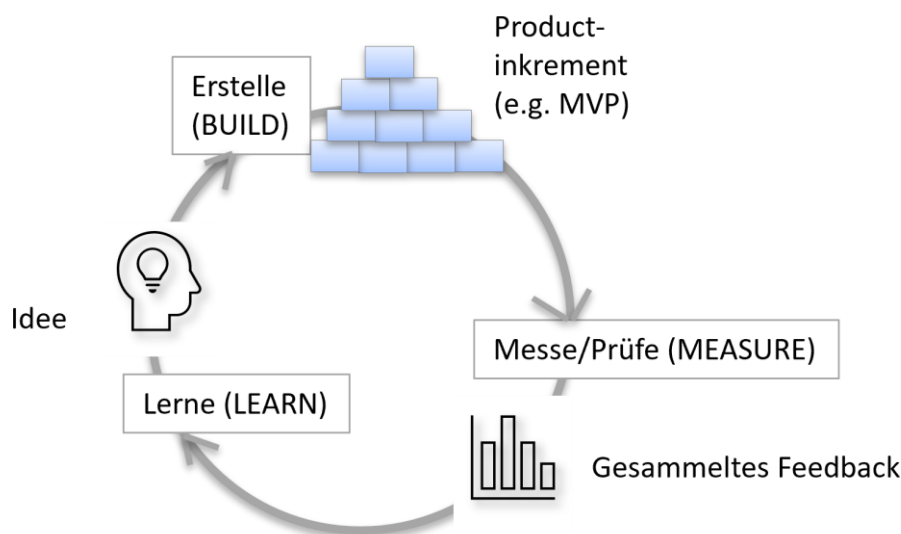 Product-
inkrement
(e.g. MVP)
Erstelle
(BUILD)
Idee
Messe/Prüfe (MEASURE)
Lerne (LEARN)
Gesammeltes Feedback